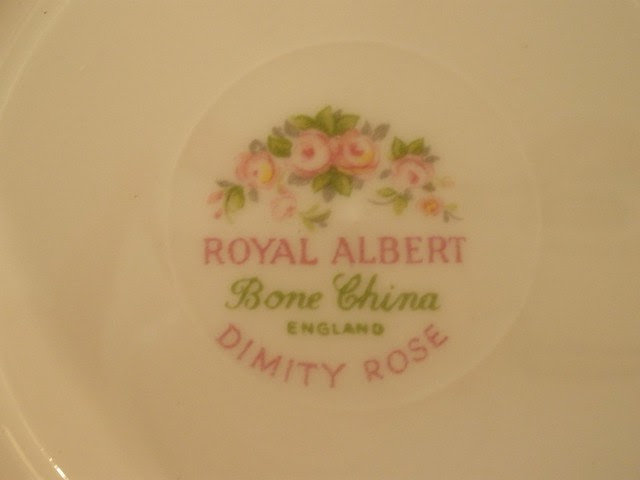 ROYAL ALBERT
Bone China
ENGLAND
DIMITY ROSE